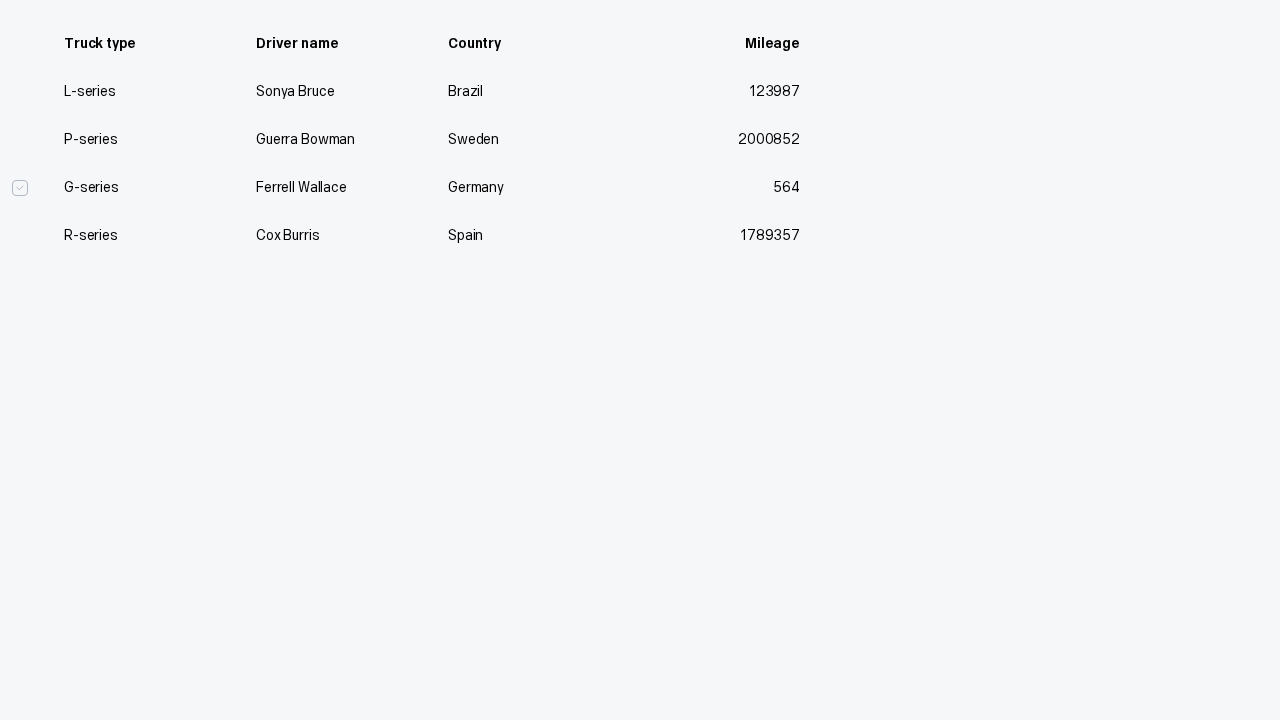 Truck type Driver name Country Mileage
L-series Sonya Bruce Brazil 123987
P-series Guerra Bowman Sweden 2000852
G-series Ferrell Wallace Germany 564
R-series Cox Burris Spain 1789357